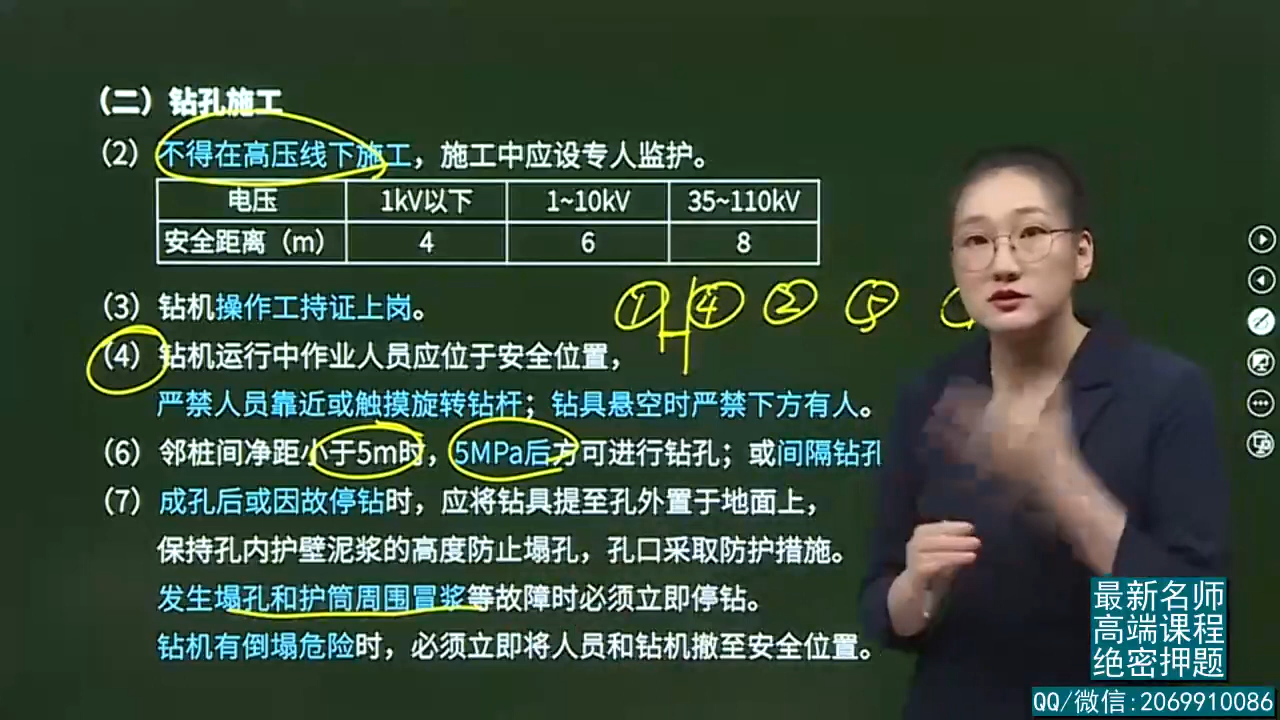 （二）钻孔施工
（2）不得在高压线下施工，施工中应设专人监护。
电压 1kV以下 1~10kV 35~110kV
安全距离（m） 4 6 8
① ④ ② ⑤
（3）钻机操作工持证上岗。
（4）钻机运行中作业人员应位于安全位置，
严禁人员靠近或触摸旋转钻杆；钻具悬空时严禁下方有人。
（6）邻桩间净距小于5m时，5MPa后方可进行钻孔；或间隔钻孔
（7）成孔后或因故停钻时，应将钻具提至孔外置于地面上，
保持孔内护壁泥浆的高度防止塌孔，孔口采取防护措施。
发生塌孔和护筒周围冒浆等故障时必须立即停钻。
钻机有倒塌危险时，必须立即将人员和钻机撤至安全位置。
最新名师
高端课程
绝密押题
QQ/微信:2069910086